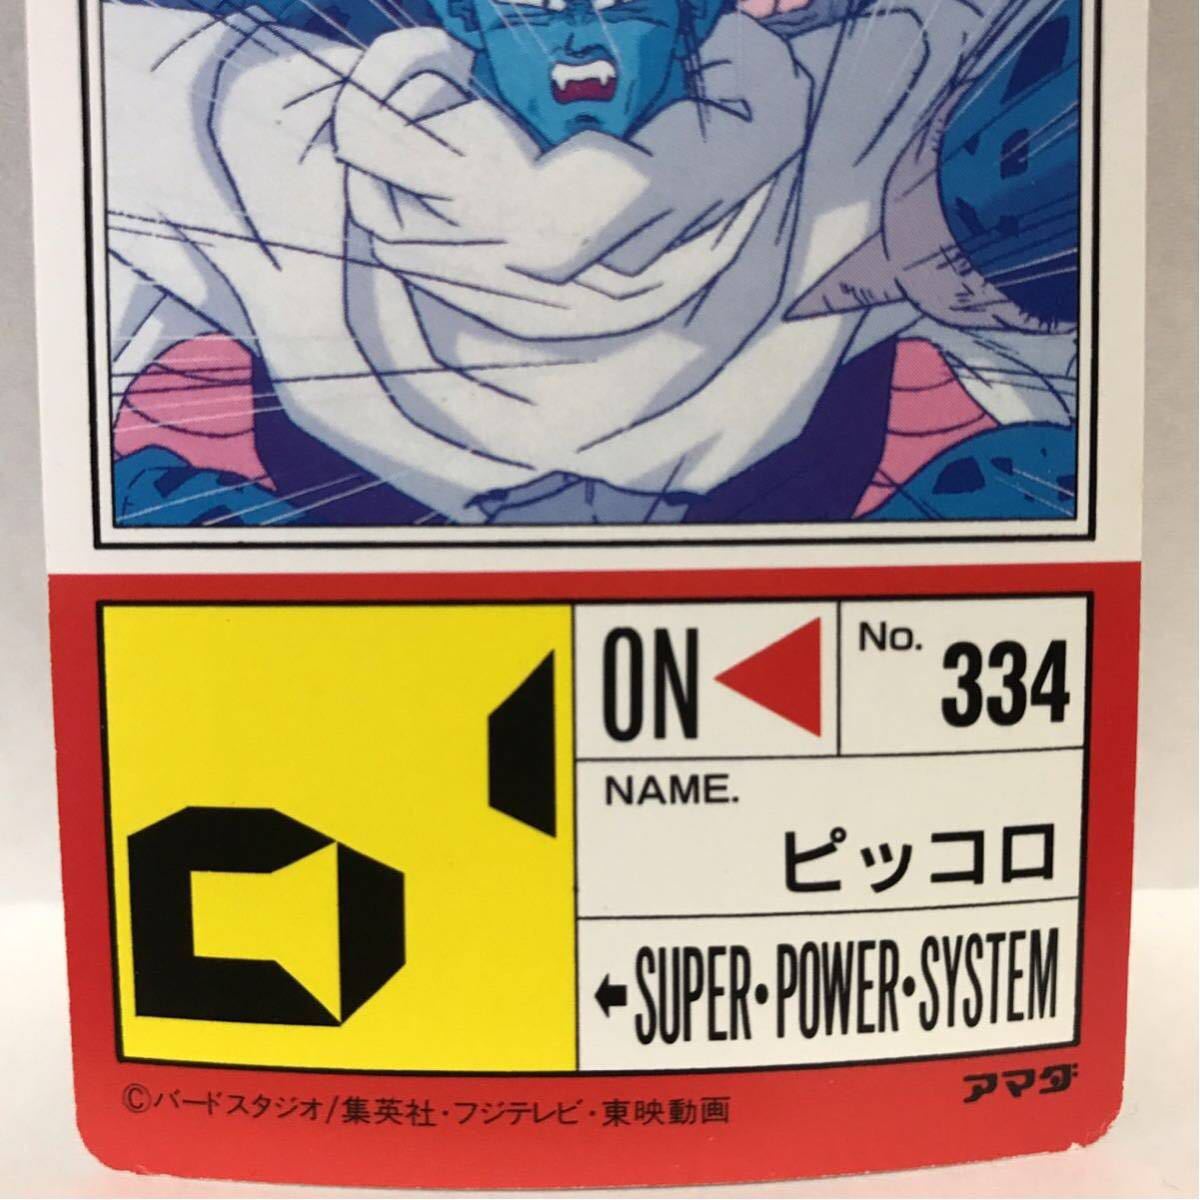 ON
No. 334
NAME.
ピッコロ
←SUPER・POWER・SYSTEM
アマダ
©バードスタジオ/集英社・フジテレビ・東映動画